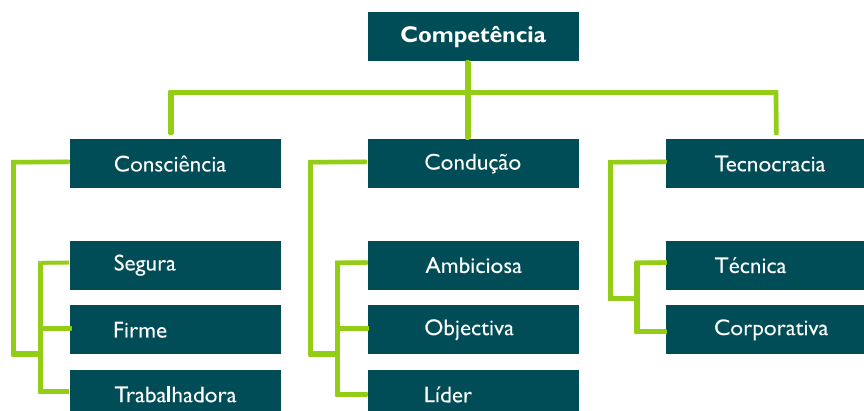 Competência
Consciência
Condução
Tecnocracia
Segura
Ambiciosa
Técnica
Firme
Objectiva
Corporativa
Trabalhadora
Líder